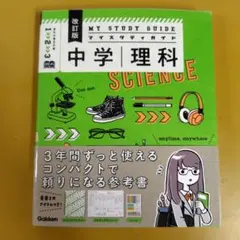 改訂版
MY STUDY GUIDE
マイスタディガイド
中学 理科
SCIENCE
anytime, anywhere
3年間ずっと使える
コンパクトで
頼りになる参考書
Gakken